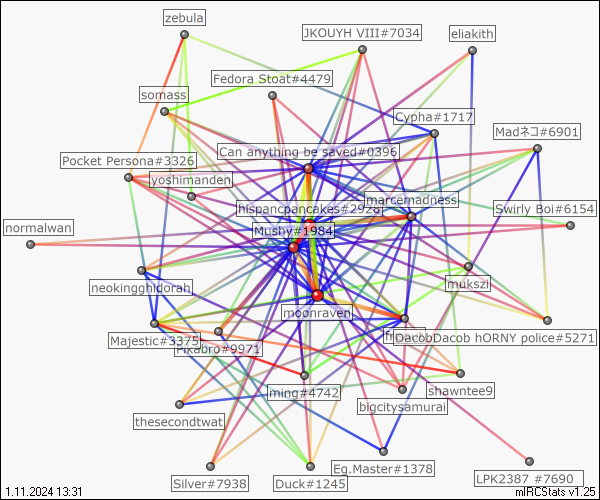 zebula
JKOUYH VIII#7034
eliakith
Fedora Stoat#4479
somass
Cypha#1717
Madネコ#6901
Can anything be saved#0396
Pocket Persona#3326
yoshimanden
marcemadness
hispancpancakes#2928
Swirly Boi#6154
normalwan
Mushy#1984
mukszi
neokingghidorah
moonraven
Majestic#3375
Pikabro#9971
DacobDacob hORNY police#5271
ming#4742
shawntee9
bigcitysamurai
thesecondtwat
Eg.Master#1378
Silver#7938
Duck#1245
LPK2387 #7690
1.11.2024 13:31
mIRCStats v1.25